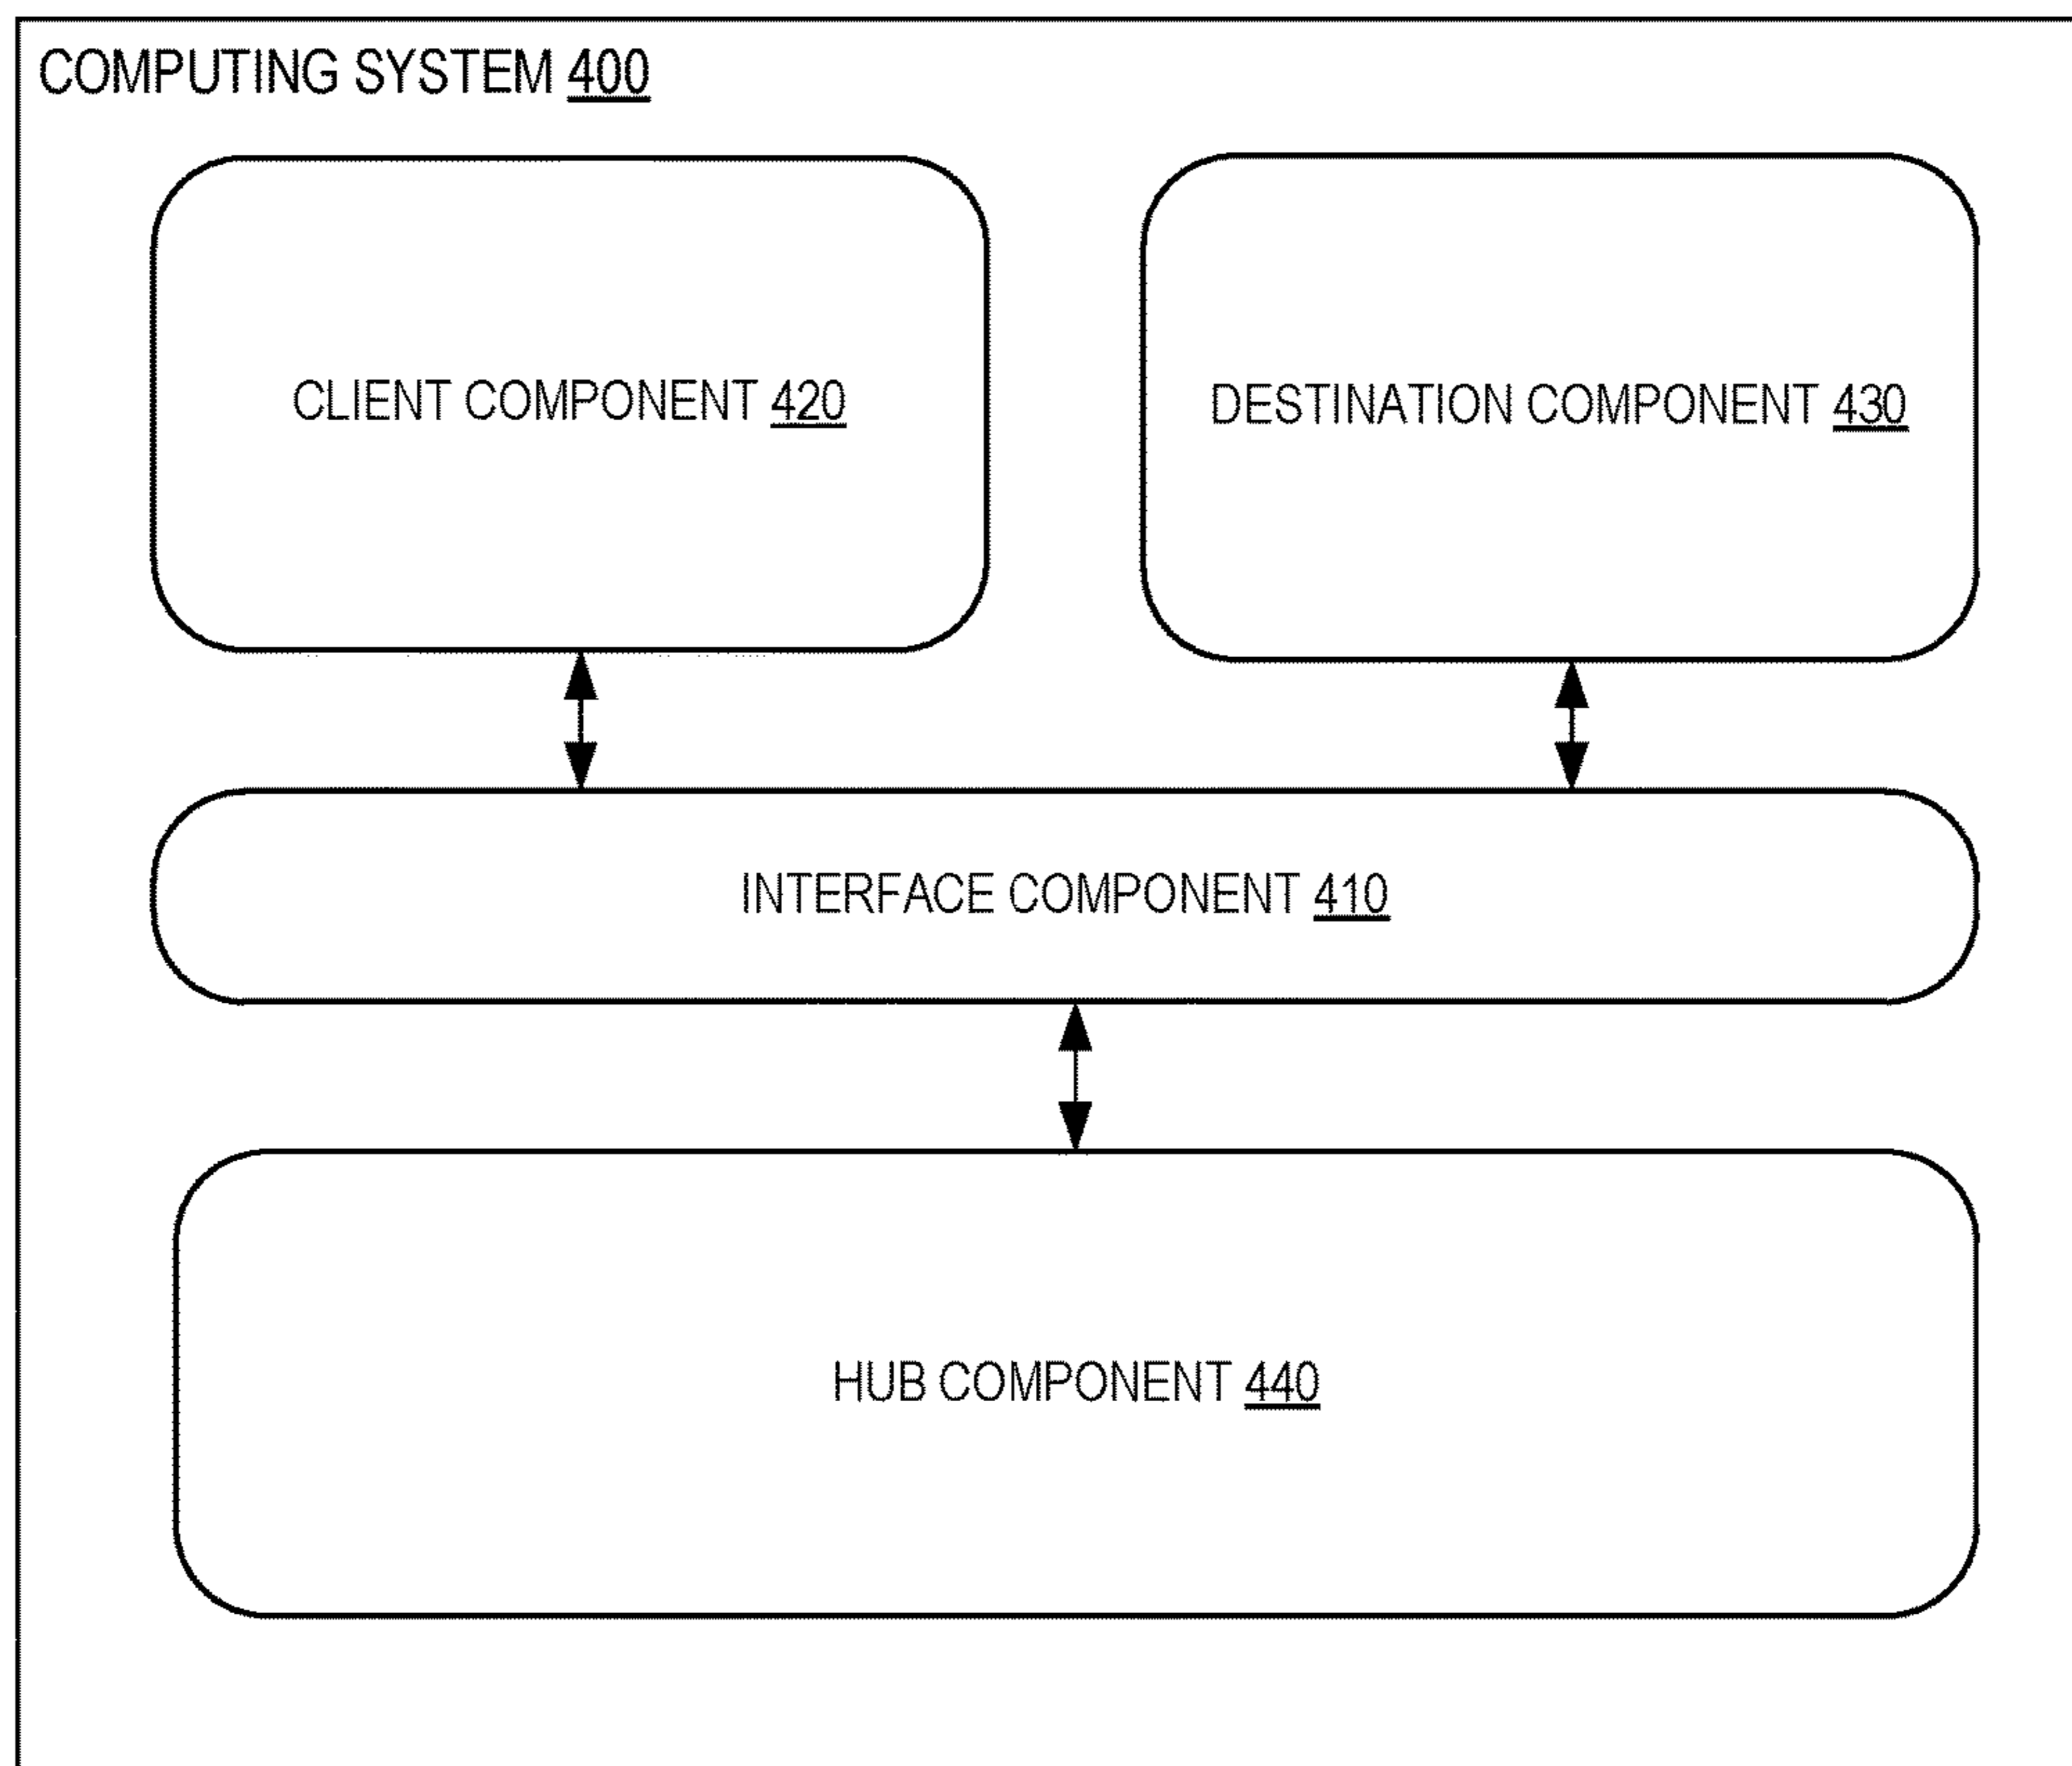 COMPUTING SYSTEM 400
CLIENT COMPONENT 420
DESTINATION COMPONENT 430
INTERFACE COMPONENT 410
HUB COMPONENT 440